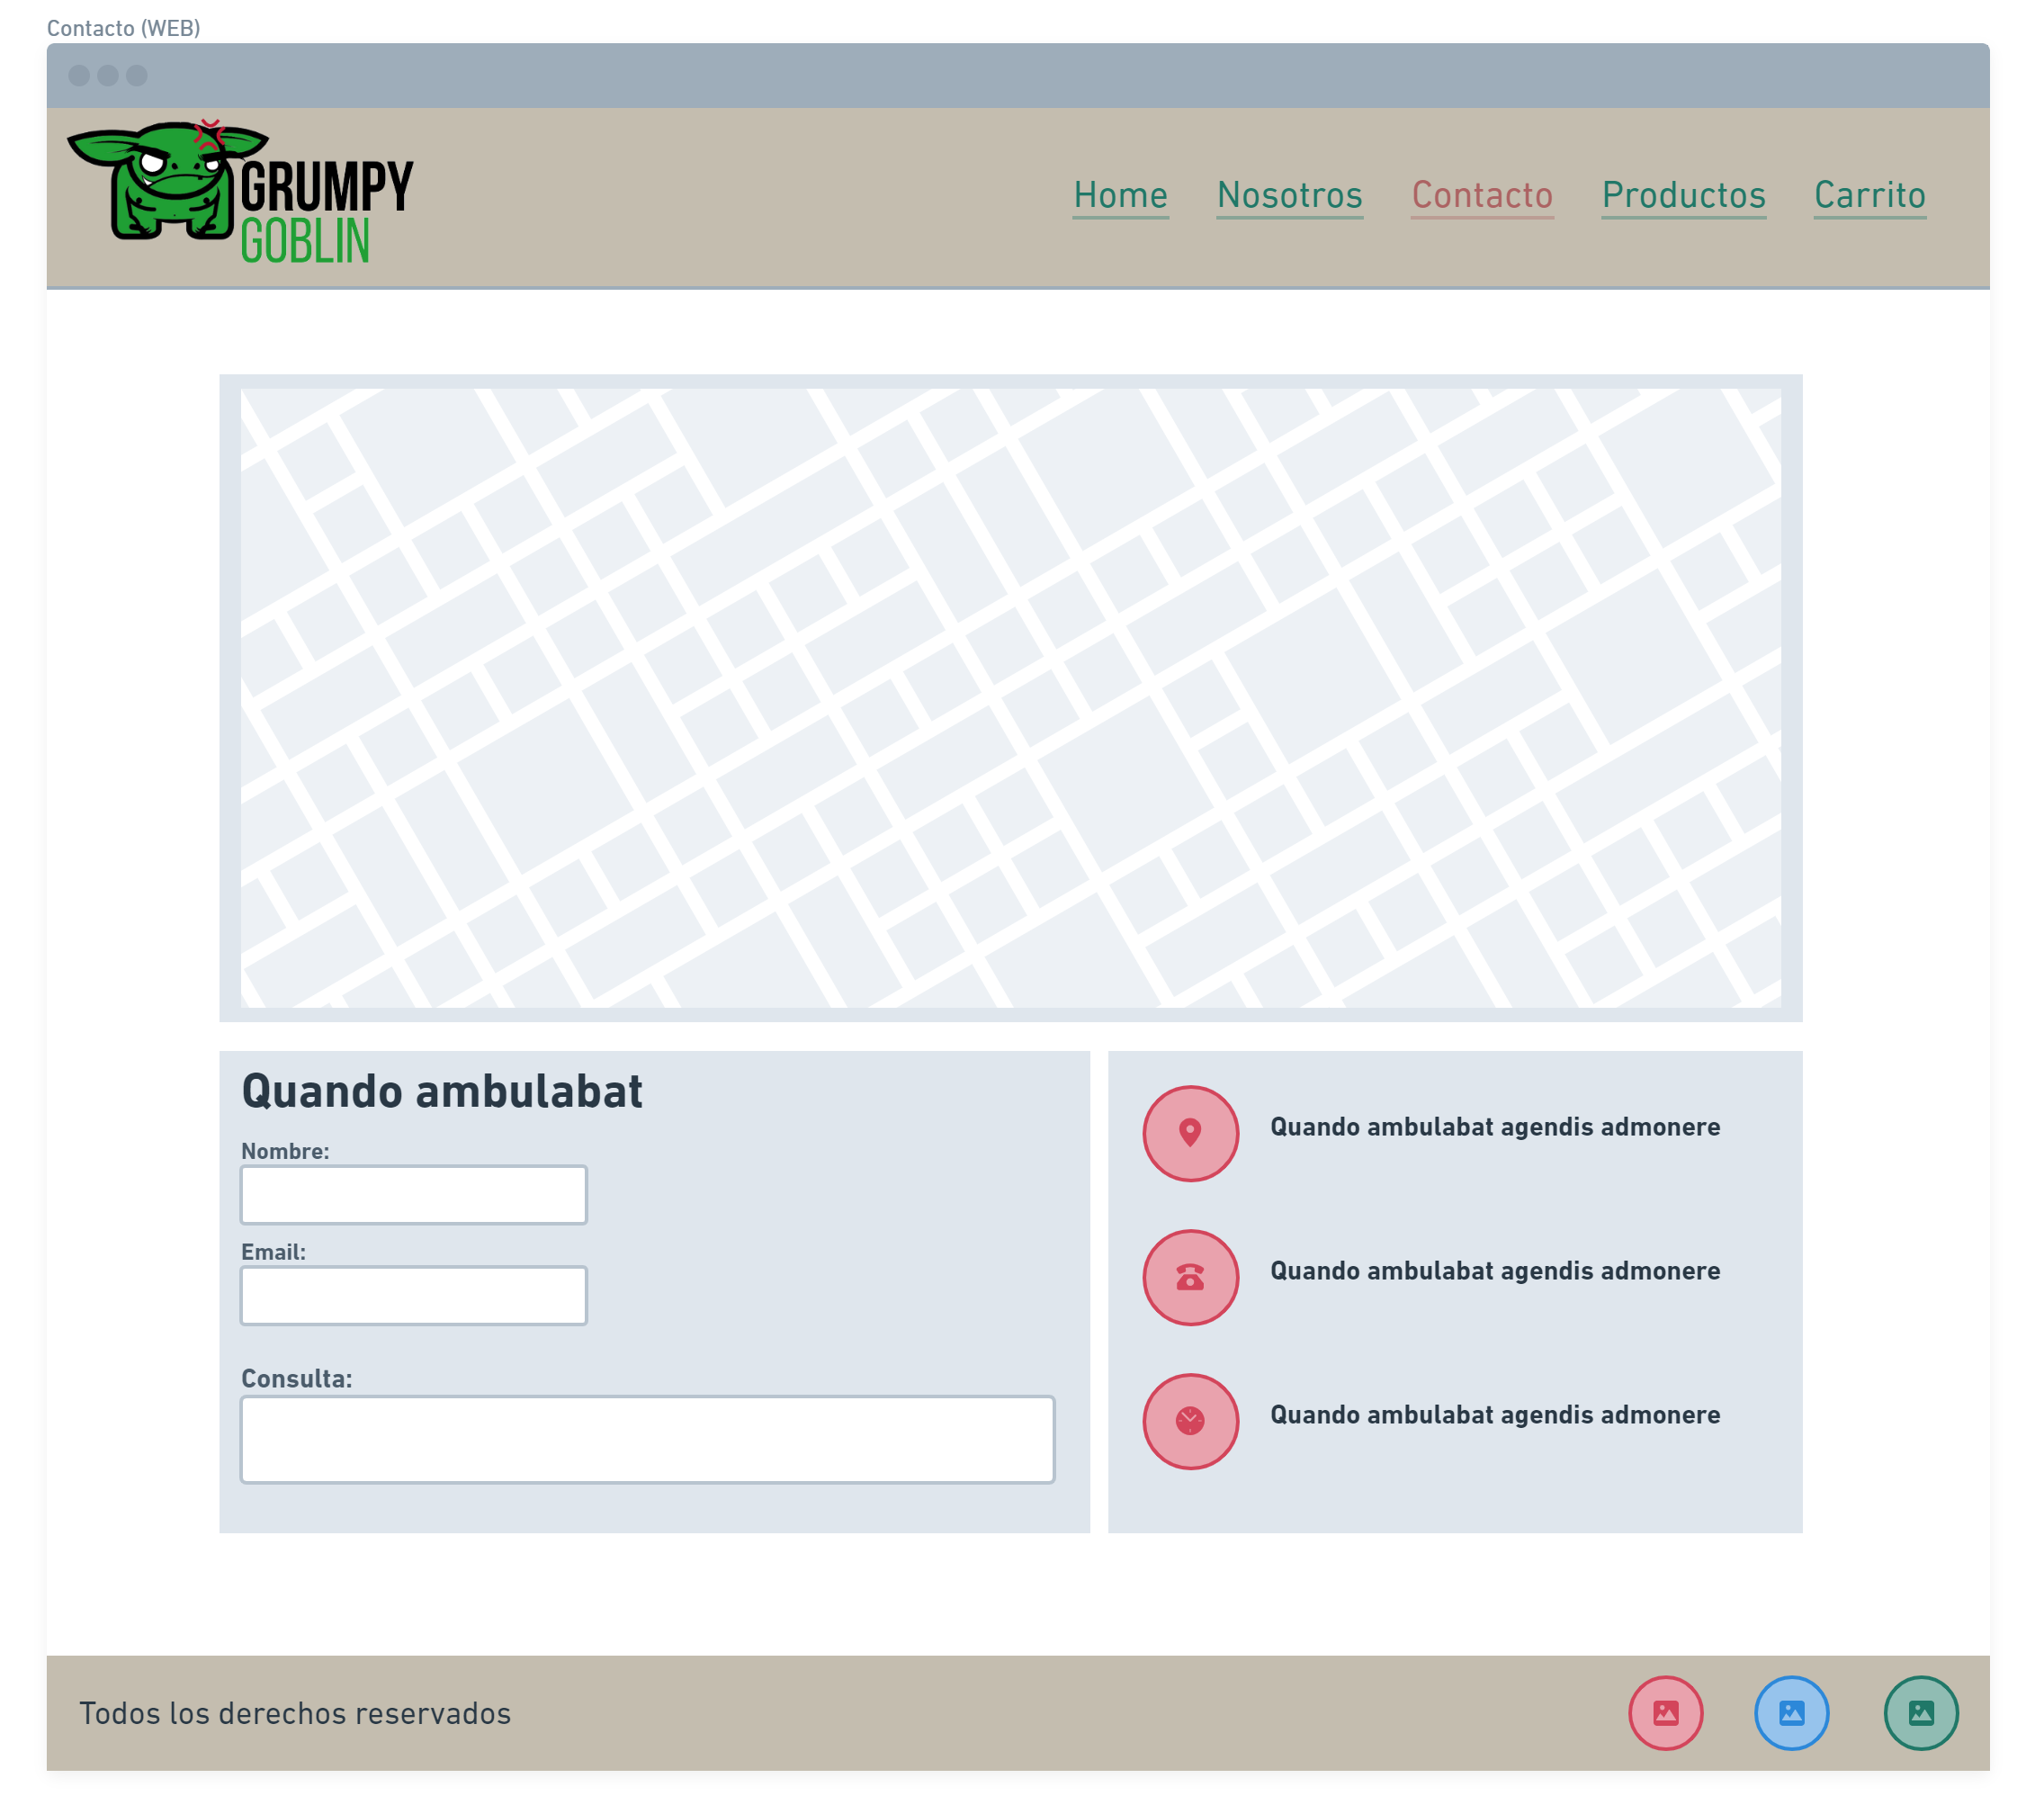 Contacto (WEB)
GRUMPY
GOBLIN
Home Nosotros Contacto Productos Carrito
Quando ambulabat
Nombre:
Email:
Consulta:
Quando ambulabat agendis admonere
Quando ambulabat agendis admonere
Quando ambulabat agendis admonere
Todos los derechos reservados